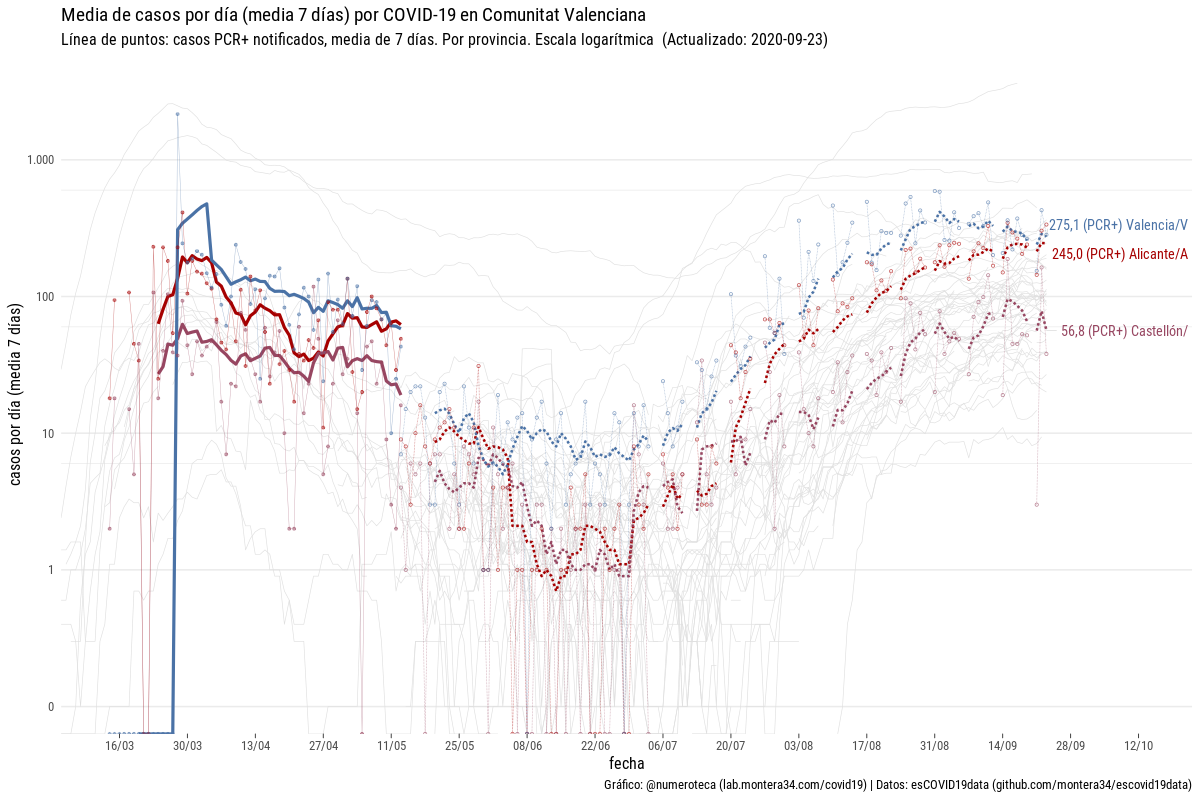 Media de casos por día (media 7 días) por COVID-19 en Comunitat Valenciana
Línea de puntos: casos PCR+ notificados, media de 7 días. Por provincia. Escala logarítmica  (Actualizado: 2020-09-23)
casos por día (media 7 días)
1.000
100
10
1
0
275,1 (PCR+) Valencia/V
245,0 (PCR+) Alicante/A
56,8 (PCR+) Castellón/
16/03 30/03 13/04 27/04 11/05 25/05 08/06 22/06 06/07 20/07 03/08 17/08 31/08 14/09 28/09 12/10
fecha
Gráfico: @numeroteca (lab.montera34.com/covid19) | Datos: esCOVID19data (github.com/montera34/escovid19data)